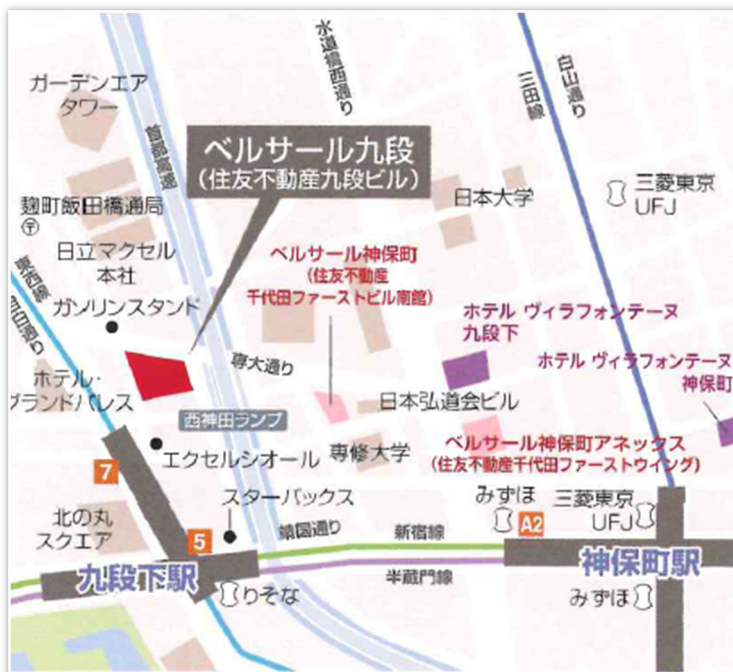 水道橋西通り
ガーデンエア
タワー
首都高速
三田線
白山通り
ベルサール九段
(住友不動産九段ビル)
日本大学
三菱東京
UFJ
麹町飯田橋通局
〒
日立マクセル
本社
ベルサール神保町
(住友不動産
千代田ファーストビル南館)
東西線
目白通り
ガソリンスタンド
ホテル ヴィラフォンテーヌ
九段下
専大通り
ホテル ヴィラフォンテーヌ
神保町
ホテル・
グランドパレス
西神田ランプ
日本弘道会ビル
エクセルシオール
専修大学
ベルサール神保町アネックス
(住友不動産千代田ファーストウイング)
7
スターバックス
みずほ
三菱東京
UFJ
北の丸
スクエア
5
靖国通り
新宿線
A2
九段下駅
半蔵門線
神保町駅
りそな
みずほ